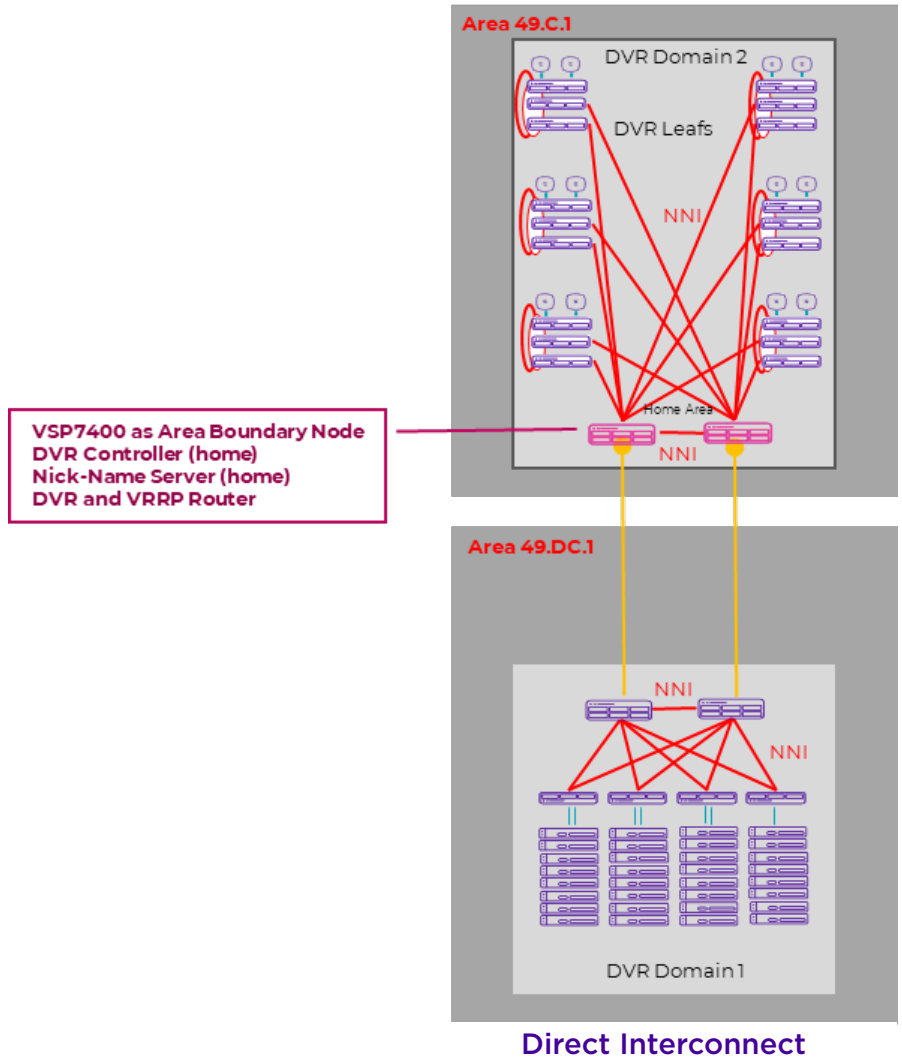 Area 49.C.1
DVR Domain 2
DVR Leafs
NNI
Home Area
NNI
VSP7400 as Area Boundary Node
DVR Controller (home)
Nick-Name Server (home)
DVR and VRRP Router
Area 49.DC.1
NNI
NNI
DVR Domain 1
Direct Interconnect